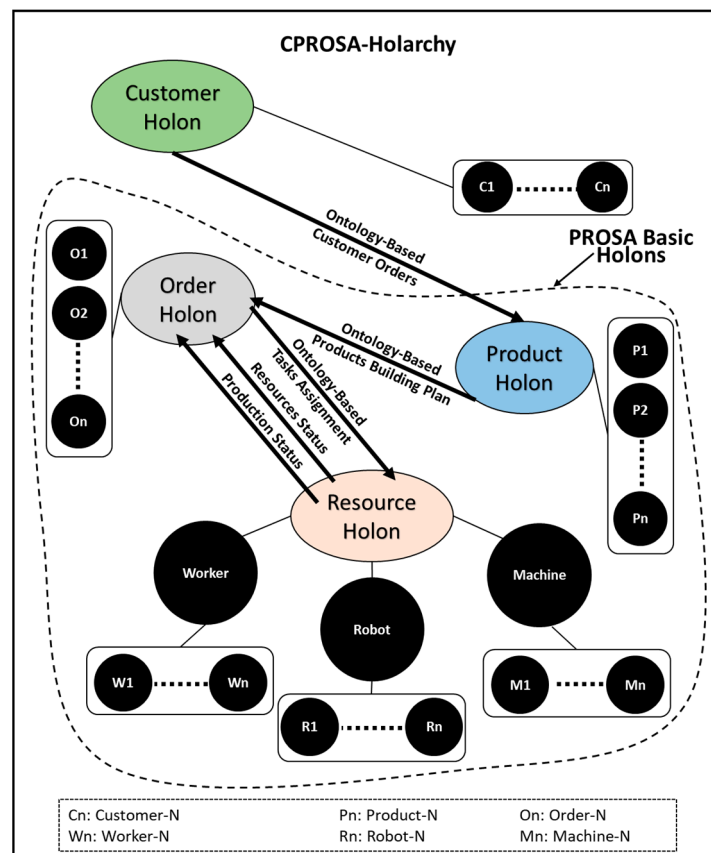 CPROSA-Holarchy
Customer
Holon
C1
Cn
Ontology-Based
Customer Orders
PROSA Basic
Holons
O1
O2
On
Order
Holon
Ontology-Based
Products Building Plan
Product
Holon
P1
P2
Pn
Ontology-Based
Tasks Assignment
Resources Status
Production Status
Resource
Holon
Worker
Robot
Machine
W1
Wn
R1
Rn
M1
Mn
Cn: Customer-N
Pn: Product-N
On: Order-N
Wn: Worker-N
Rn: Robot-N
Mn: Machine-N